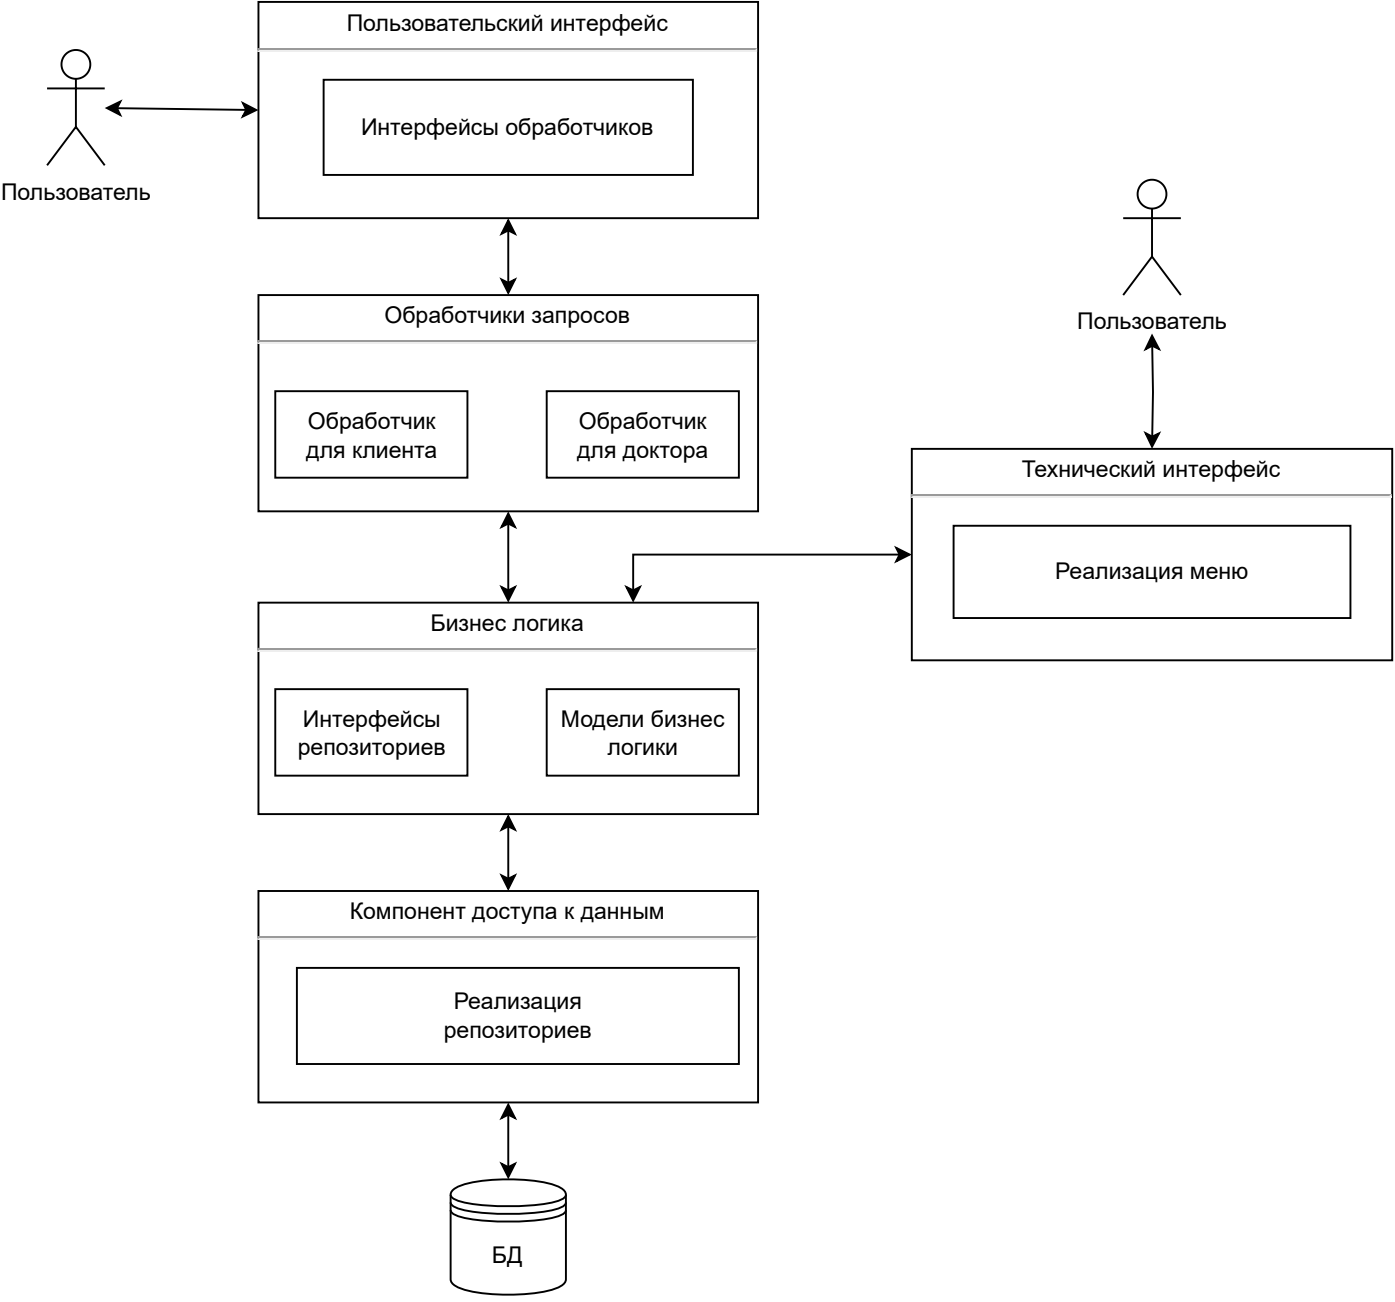 Пользовательский интерфейс
Интерфейсы обработчиков
Пользователь
Обработчики запросов
Обработчик
для клиента
Обработчик
для доктора
Пользователь
Технический интерфейс
Реализация меню
Бизнес логика
Интерфейсы
репозиториев
Модели бизнес
логики
Компонент доступа к данным
Реализация
репозиториев
БД